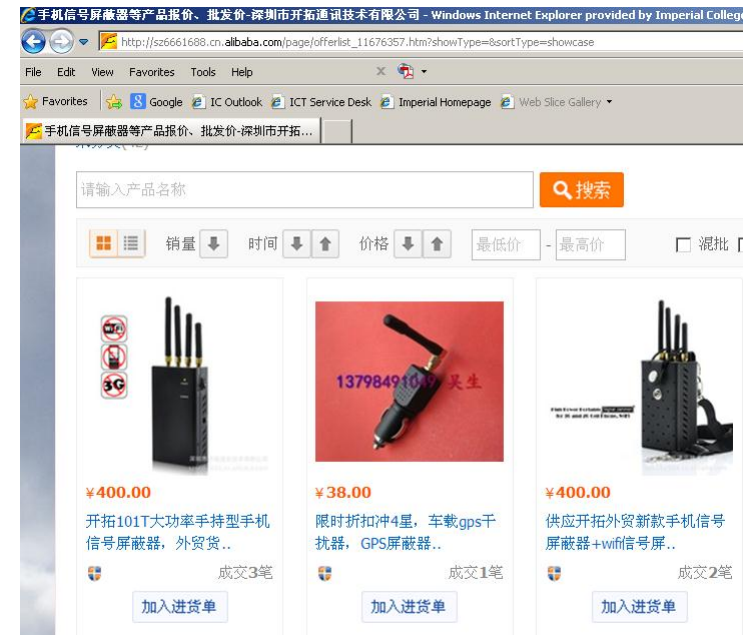 手机信号屏蔽器等产品报价、批发价-深圳市开拓通讯技术有限公司 - Windows Internet Explorer provided by Imperial Colleg
http://sz6661688.cn.alibaba.com/page/offerlist_11676357.htm?showType=&sortType=showcase
File Edit View Favorites Tools Help
Favorites Google IC Outlook ICT Service Desk Imperial Homepage Web Slice Gallery
手机信号屏蔽器等产品报价、批发价-深圳市开拓...
请输入产品名称 搜索
销量 时间 价格 最低价 - 最高价 混批
WiFi
3G
13798491049 吴生
¥400.00 ¥38.00 ¥400.00
开拓101T大功率手持型手机 限时折扣冲4星，车载gps干 供应开拓外贸新款手机信号
信号屏蔽器，外贸货.. 扰器，GPS屏蔽器.. 屏蔽器+wifi信号屏..
成交3笔 成交1笔 成交2笔
加入进货单 加入进货单 加入进货单